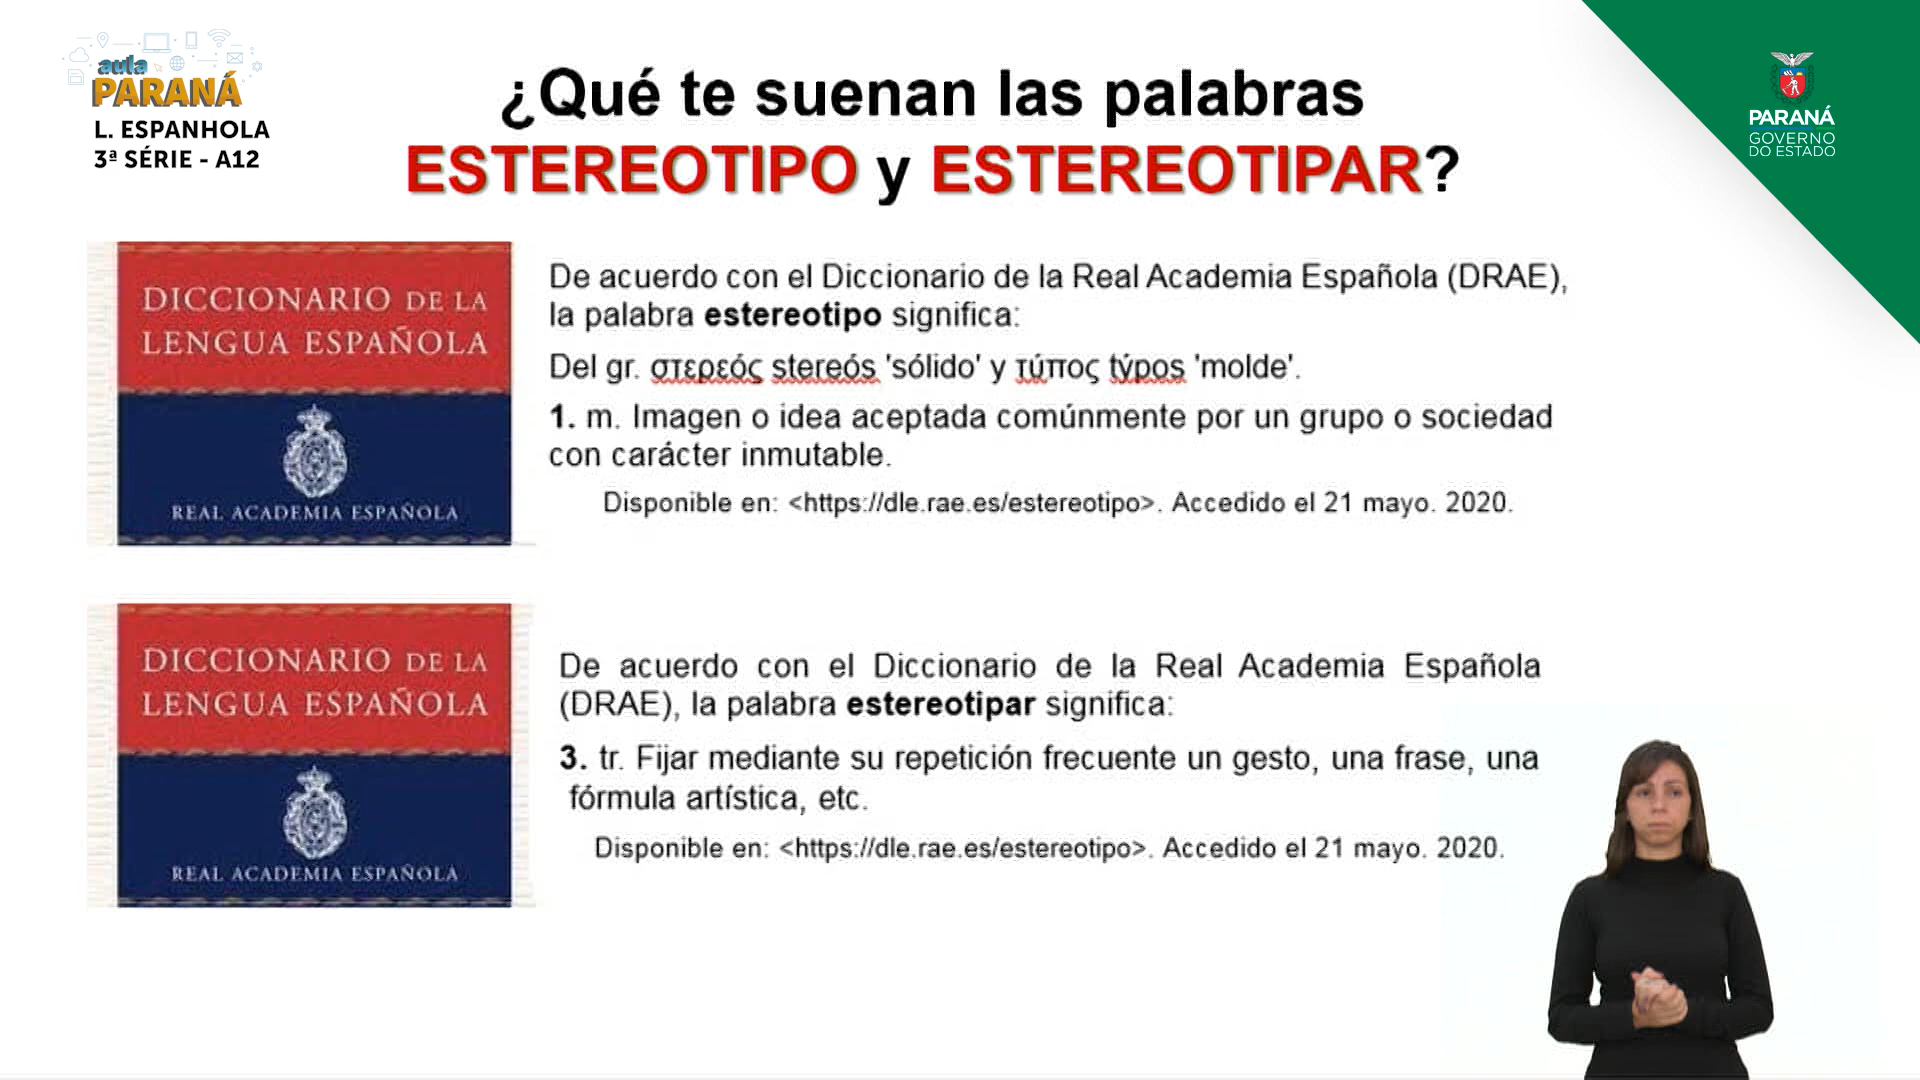 aula
PARANÁ
L. ESPANHOLA
3ª SÉRIE - A12
¿Qué te suenan las palabras
ESTEREOTIPO y ESTEREOTIPAR?
PARANÁ
GOVERNO
DO ESTADO
DICCIONARIO DE LA
LENGUA ESPAÑOLA
REAL ACADEMIA ESPAÑOLA
De acuerdo con el Diccionario de la Real Academia Española (DRAE),
la palabra estereotipo significa:
Del gr. στερεός stereós 'sólido' y τύπος týpos 'molde'.
1. m. Imagen o idea aceptada comúnmente por un grupo o sociedad
con carácter inmutable.
Disponible en: <https://dle.rae.es/estereotipo>. Accedido el 21 mayo. 2020.
DICCIONARIO DE LA
LENGUA ESPAÑOLA
REAL ACADEMIA ESPAÑOLA
De acuerdo con el Diccionario de la Real Academia Española
(DRAE), la palabra estereotipar significa:
3. tr. Fijar mediante su repetición frecuente un gesto, una frase, una
fórmula artística, etc.
Disponible en: <https://dle.rae.es/estereotipo>. Accedido el 21 mayo. 2020.